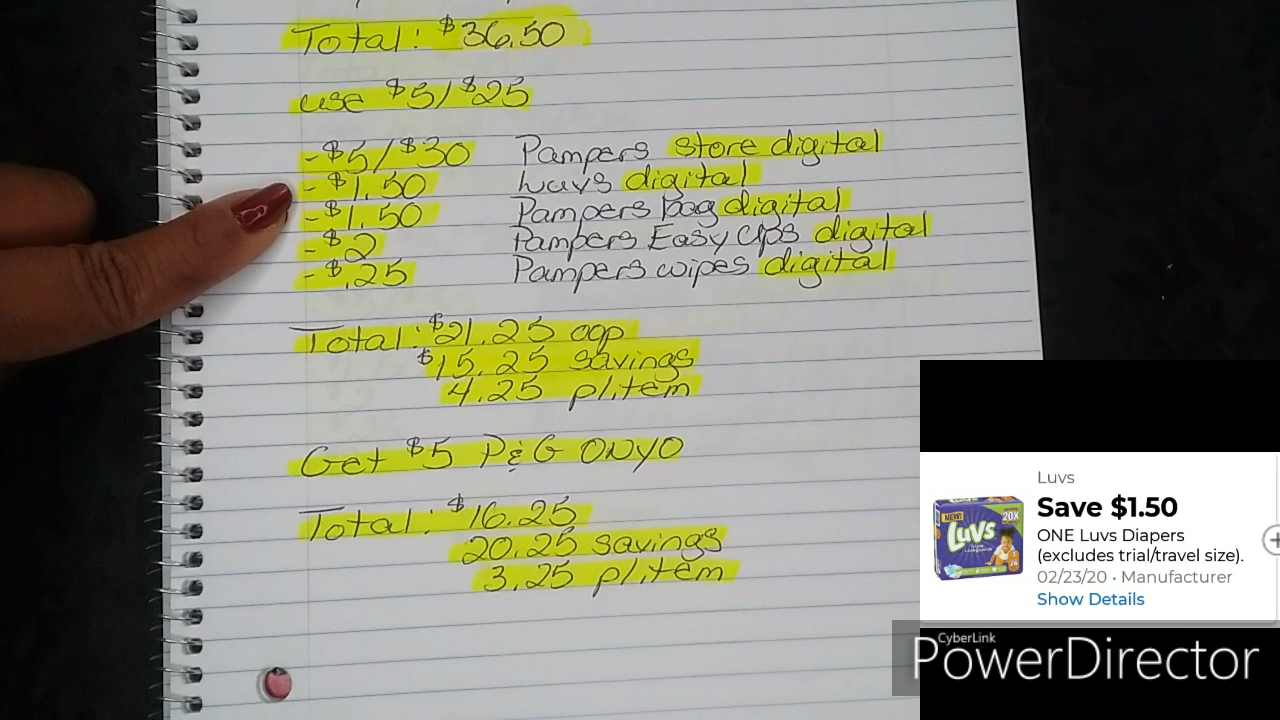 Total: $36.50
use $5/$25
-$5/$30 Pampers store digital
-$1.50 Luvs digital
-$1.50 Pampers bag digital
-$2 Pampers Easy Ups digital
-$.25 Pampers wipes digital
Total: $21.25 oop
$15.25 savings
4.25 p/item
Get $5 P&G ONYO
Total: $16.25
20.25 savings
3.25 p/item
Luvs
Save $1.50
ONE Luvs Diapers
(excludes trial/travel size).
02/23/20 • Manufacturer
Show Details
NEW!
20X
Luvs
CyberLink
PowerDirector